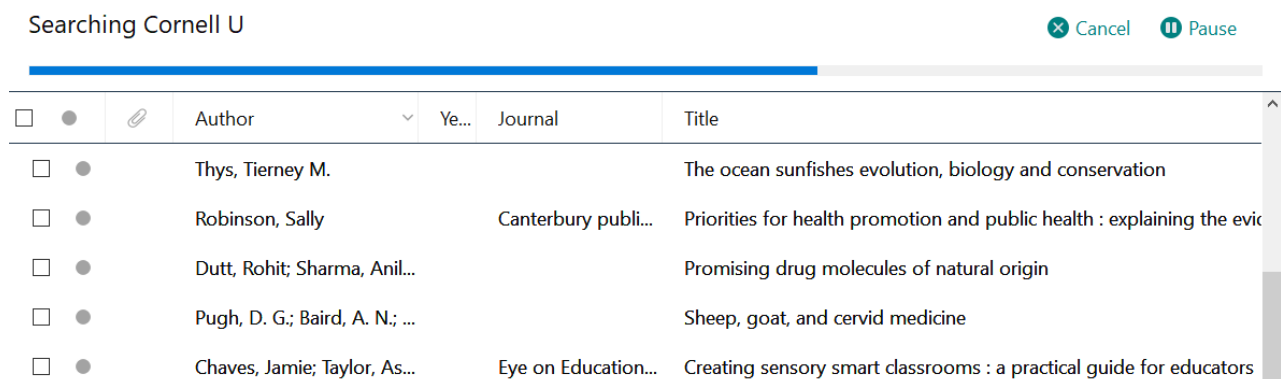 Searching Cornell U
Cancel Pause
Author Ye... Journal Title
Thys, Tierney M. The ocean sunfishes evolution, biology and conservation
Robinson, Sally Canterbury publi... Priorities for health promotion and public health : explaining the evic
Dutt, Rohit; Sharma, Anil... Promising drug molecules of natural origin
Pugh, D. G.; Baird, A. N.; ... Sheep, goat, and cervid medicine
Chaves, Jamie; Taylor, As... Eye on Education... Creating sensory smart classrooms : a practical guide for educators